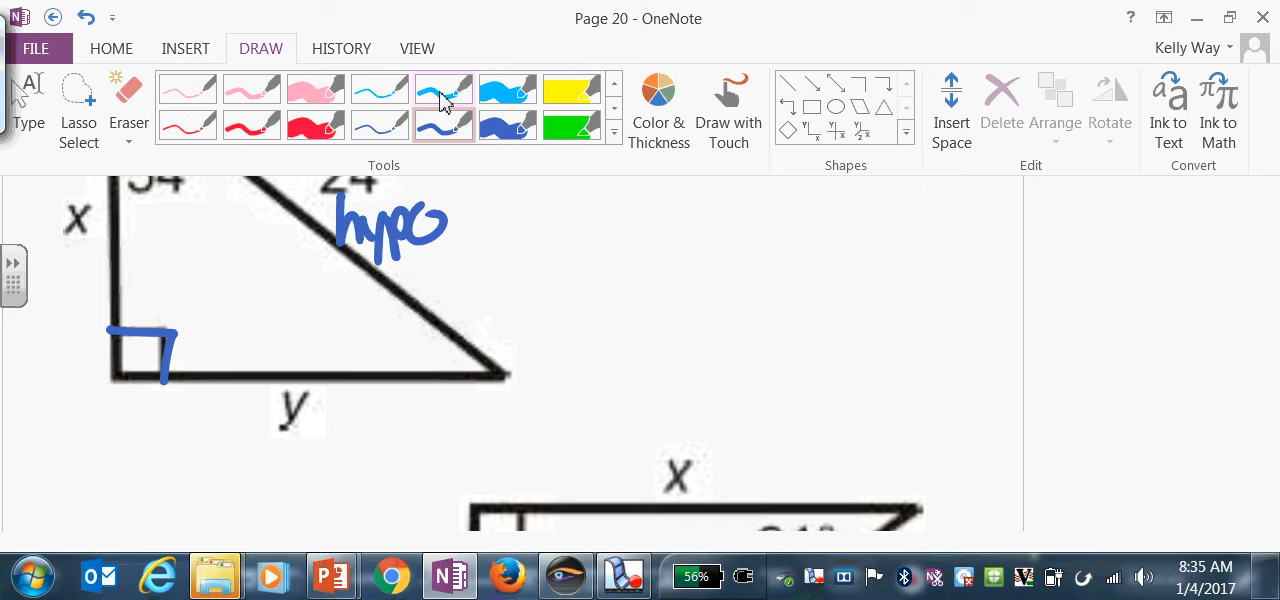 Page 20 - OneNote
FILE HOME INSERT DRAW HISTORY VIEW
Kelly Way
Type
Lasso Select
Eraser
Color & Thickness
Draw with Touch
Insert Space
Delete
Arrange
Rotate
Ink to Text
Ink to Math
Tools
Shapes
Edit
Convert
x
24
hypo
y
x
56%
8:35 AM
1/4/2017